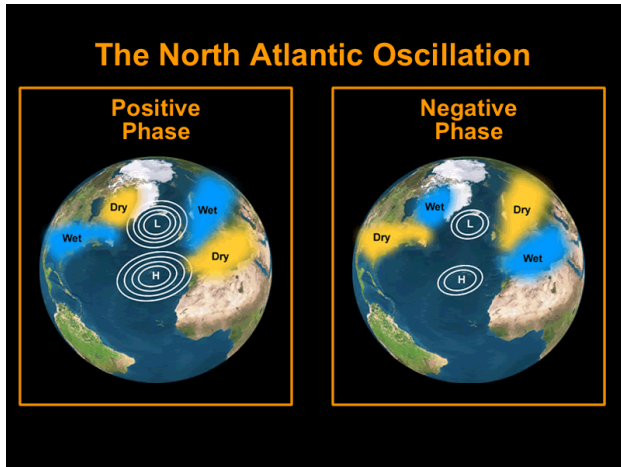 The North Atlantic Oscillation
Positive
Phase
Dry
Wet
L
Wet
Dry
H
Negative
Phase
Wet
Dry
L
Dry
Wet
H